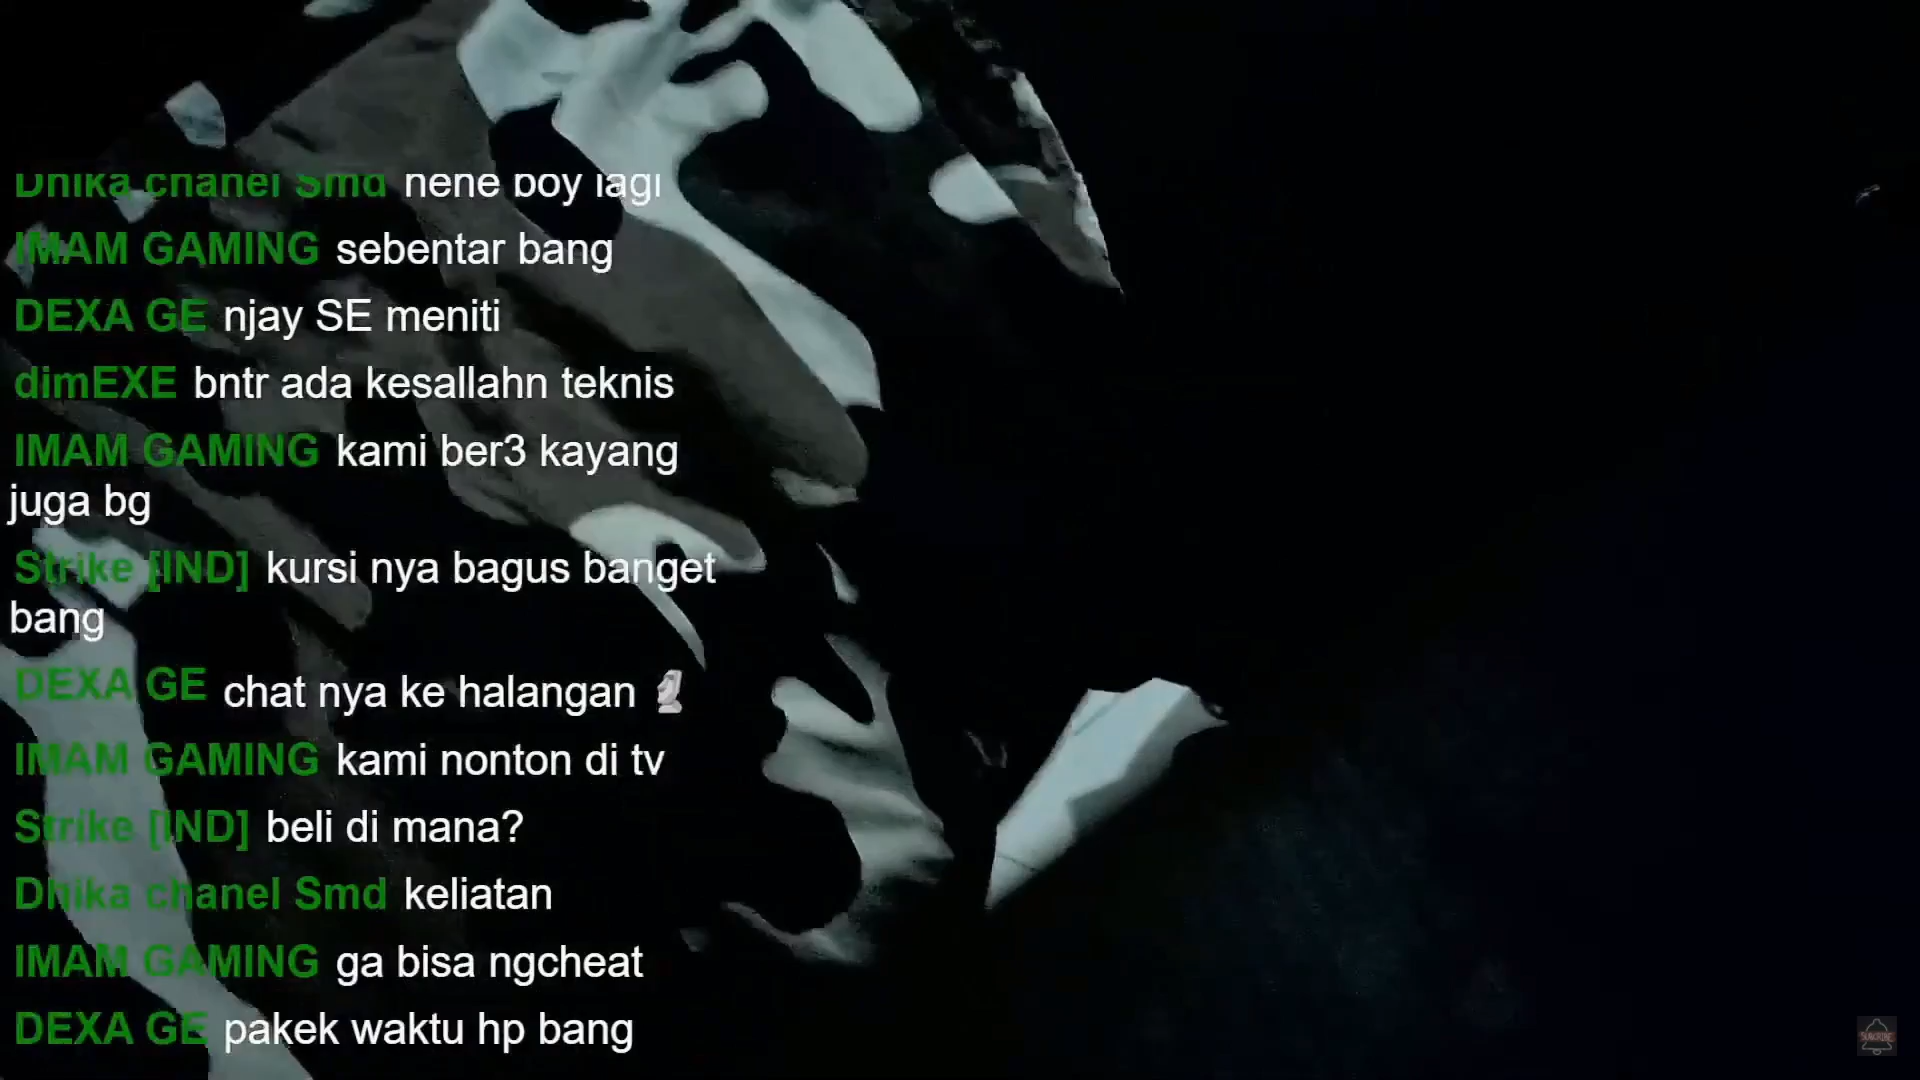 Dhika chanel Smd nene boy lagi
IMAM GAMING sebentar bang
DEXA GE njay SE meniti
dimEXE bntr ada kesallahn teknis
IMAM GAMING kami ber3 kayang
juga bg
Strike [IND] kursi nya bagus banget
bang
DEXA GE chat nya ke halangan 🗿
IMAM GAMING kami nonton di tv
Strike [IND] beli di mana?
Dhika chanel Smd keliatan
IMAM GAMING ga bisa ngcheat
DEXA GE pakek waktu hp bang